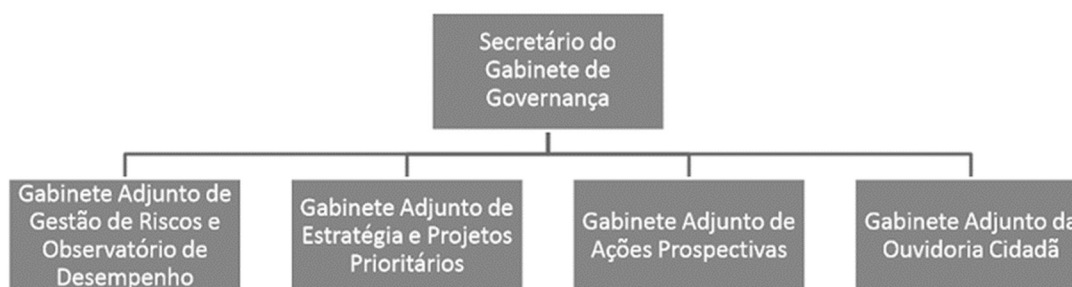 Secretário do
Gabinete de
Governança
Gabinete Adjunto de
Gestão de Riscos e
Observatório de
Desempenho
Gabinete Adjunto de
Estratégia e Projetos
Prioritários
Gabinete Adjunto de
Ações Prospectivas
Gabinete Adjunto da
Ouvidoria Cidadã